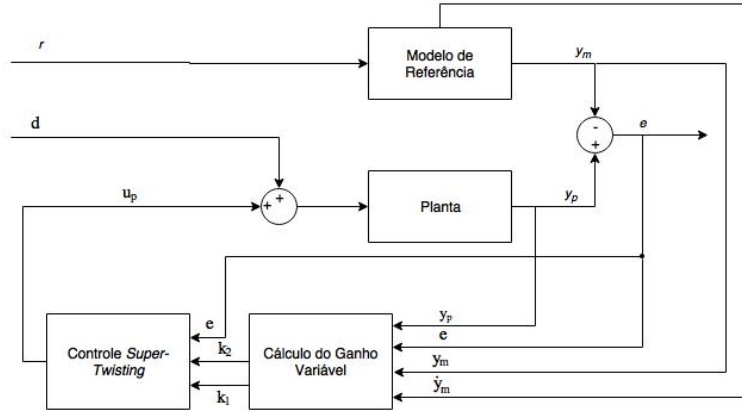 r
Modelo de
Referência
y_m
d
-
+
e
u_p
+
+
Planta
y_p
e
y_p
e
Controle Super-
Twisting
k_2
Cálculo do Ganho
Variável
y_m
k_1
ẏ_m